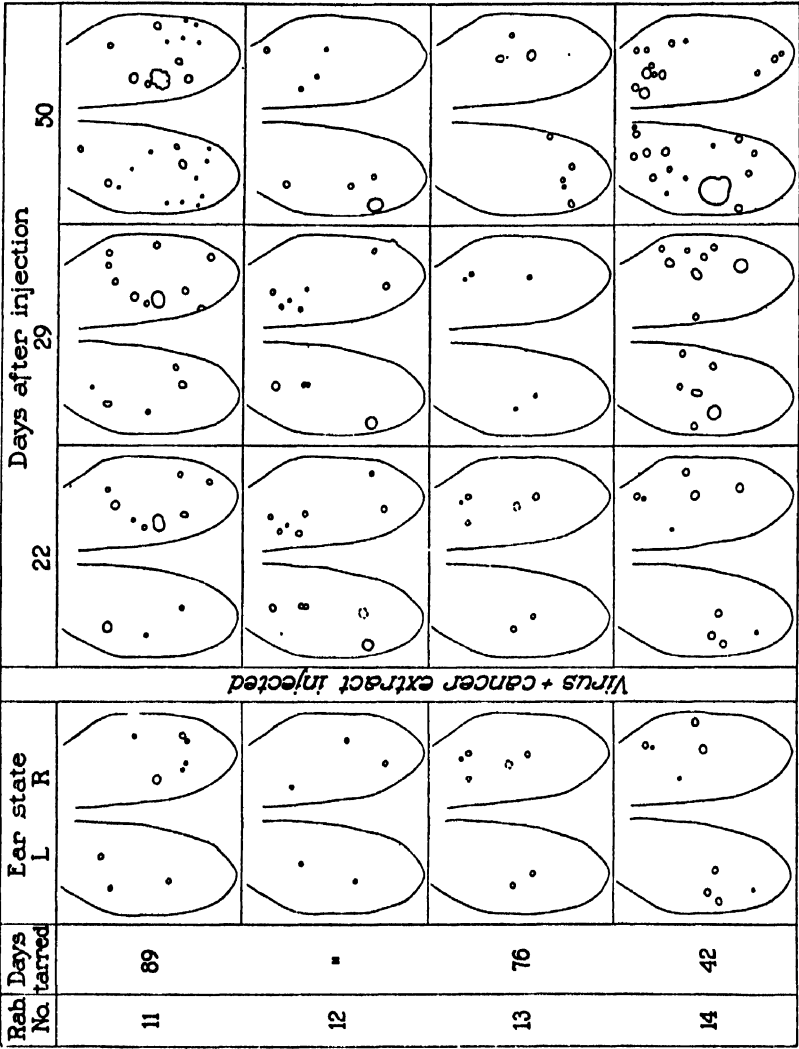 Rab. No.
Days tarred
Ear state
L R
Virus + cancer extract injected
Days after injection
22
29
50
11
89
12
"
13
76
14
42